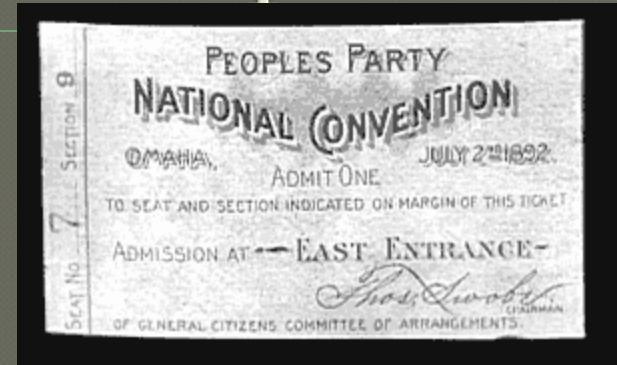 PEOPLES PARTY
NATIONAL CONVENTION
OMAHA, JULY 2ND 1892.
ADMIT ONE
TO SEAT AND SECTION INDICATED ON MARGIN OF THIS TICKET
ADMISSION AT EAST ENTRANCE
Thos. Swobe.
CHAIRMAN
OF GENERAL CITIZENS COMMITTEE OF ARRANGEMENTS.
SEAT NO 7 SECTION 9